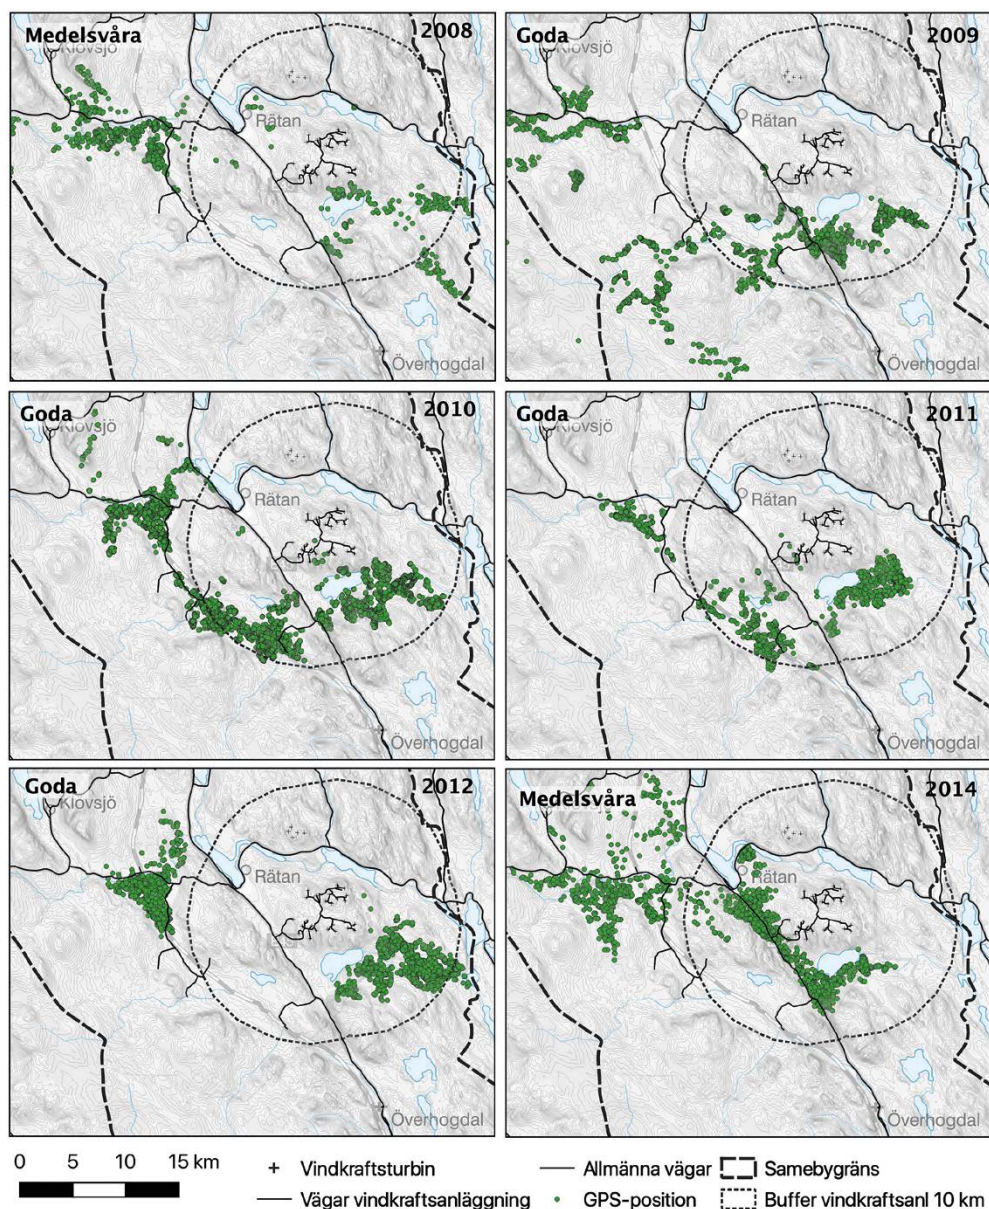 Medelsvåra 2008
Klövsjö
Rätan
Överhogdal
Goda 2009
Klövsjö
Rätan
Överhogdal
Goda 2010
Klövsjö
Rätan
Överhogdal
Goda 2011
Klövsjö
Rätan
Överhogdal
Goda 2012
Klövsjö
Rätan
Överhogdal
Medelsvåra 2014
Rätan
Överhogdal
0 5 10 15 km
+ Vindkraftsturbin
Allmänna vägar
Samebygräns
Vägar vindkraftsanläggning
GPS-position
Buffer vindkraftsanl 10 km